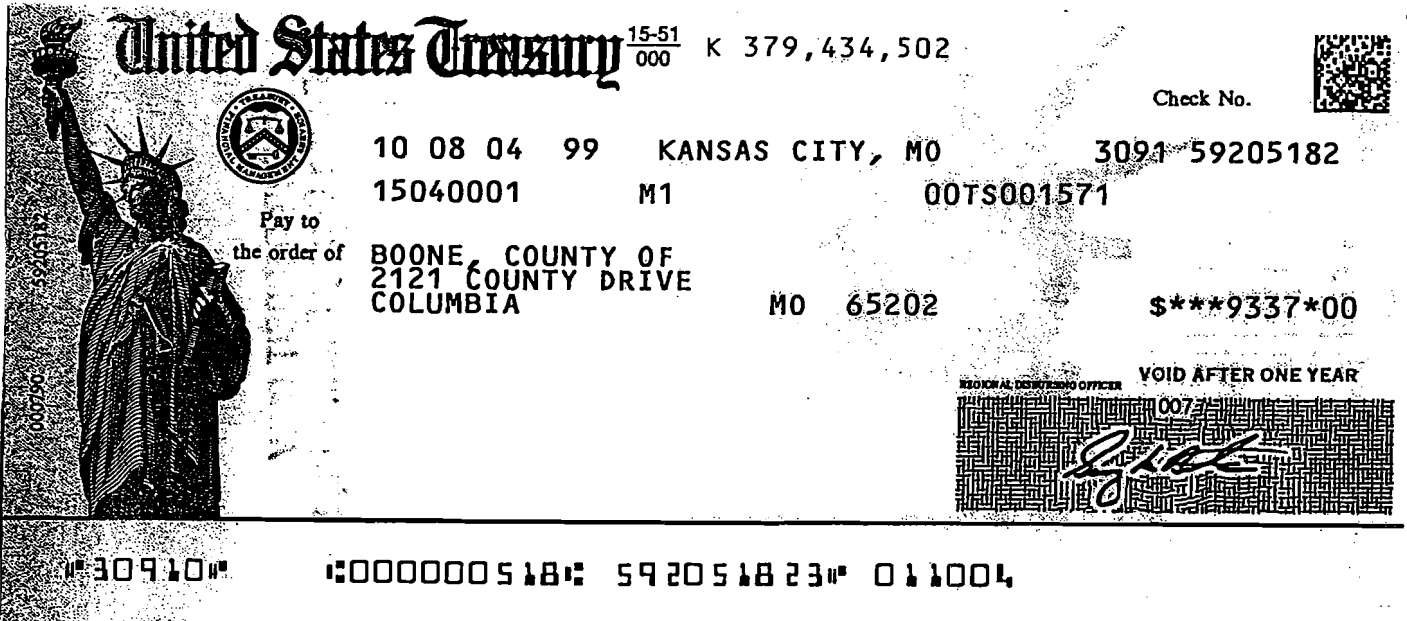 United States Treasury 15-51 K 379,434,502
000
Check No.
10 08 04 99 KANSAS CITY, MO 3091 59205182
15040001 M1 00TS001571
Pay to
the order of BOONE, COUNTY OF
2121 COUNTY DRIVE
COLUMBIA MO 65202 $***9337*00
VOID AFTER ONE YEAR
REGIONAL DISBURSING OFFICER
007
000790 59205182
⑈30910⑈ ⑆000000518⑆ 592051823⑈ 011004